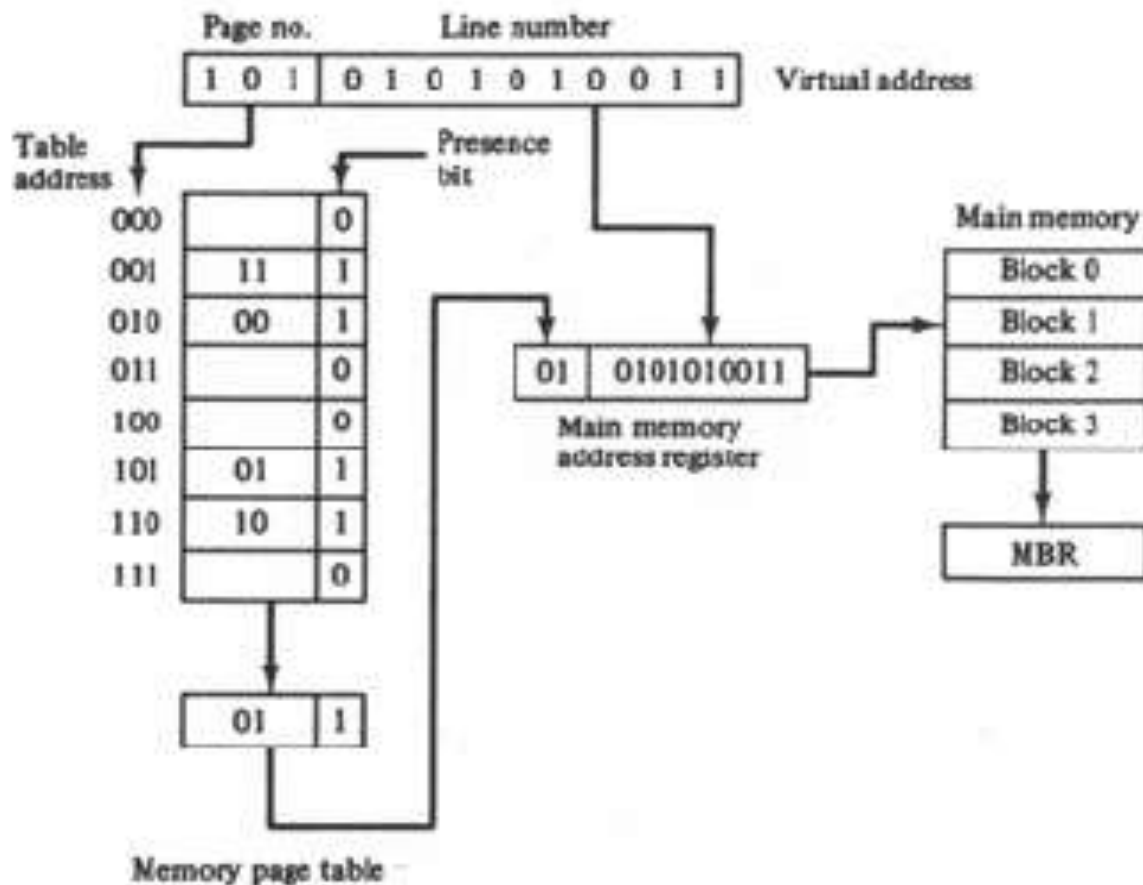 Page no. Line number
1 0 1 0 1 0 1 0 1 0 0 1 1 Virtual address
Table address
Presence bit
000 0
001 11 1
010 00 1
011 0
100 0
101 01 1
110 10 1
111 0
01 1
Memory page table
01 0101010011
Main memory
address register
Main memory
Block 0
Block 1
Block 2
Block 3
MBR